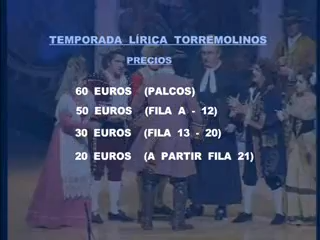 TEMPORADA LÍRICA TORREMOLINOS
PRECIOS
60 EUROS (PALCOS)
50 EUROS (FILA A - 12)
30 EUROS (FILA 13 - 20)
20 EUROS (A PARTIR FILA 21)